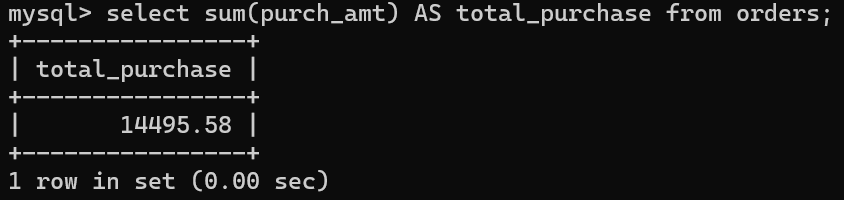 mysql> select sum(purch_amt) AS total_purchase from orders;
+----------------+
| total_purchase |
+----------------+
|       14495.58 |
+----------------+
1 row in set (0.00 sec)